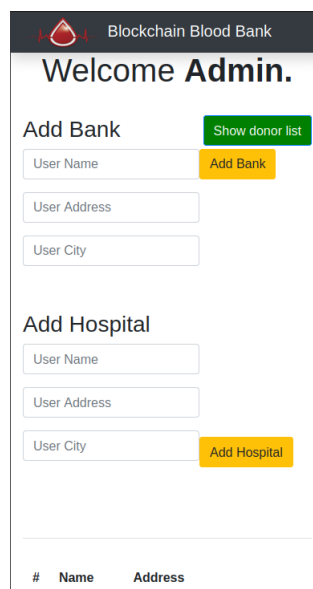 Blockchain Blood Bank
Welcome Admin.
Add Bank
Show donor list
User Name
Add Bank
User Address
User City
Add Hospital
User Name
User Address
User City
Add Hospital
# Name Address